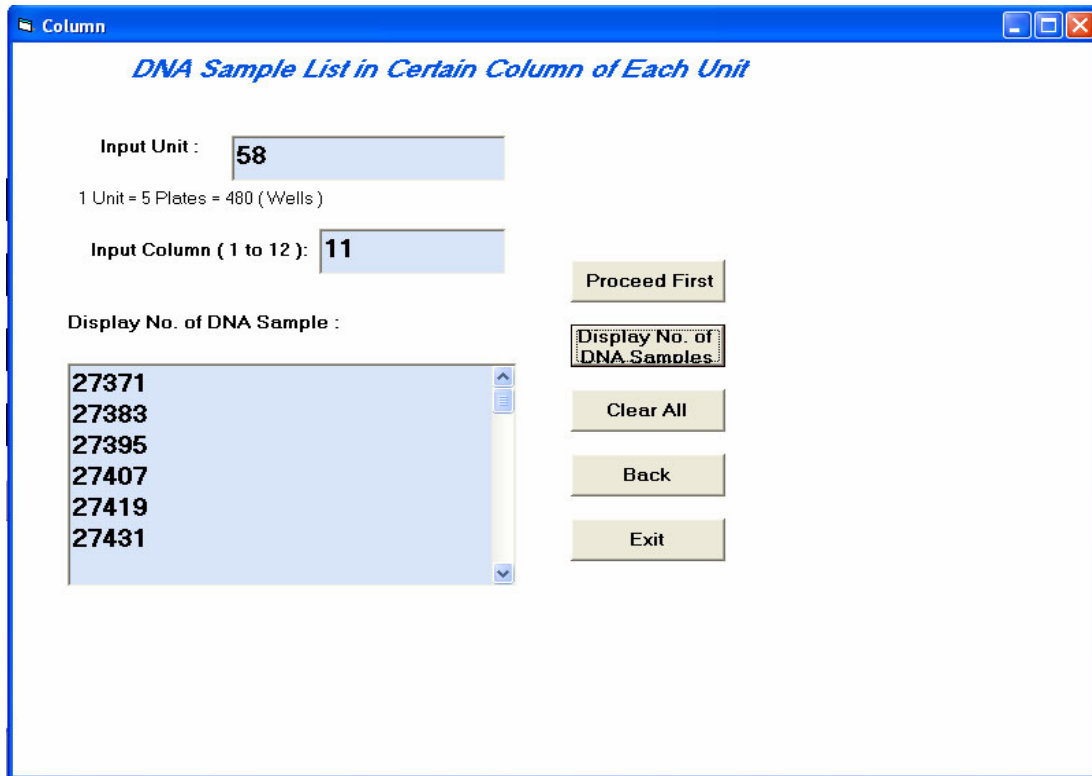 Column
DNA Sample List in Certain Column of Each Unit
Input Unit :
58
1 Unit = 5 Plates = 480 ( Wells )
Input Column ( 1 to 12 ):
11
Proceed First
Display No. of DNA Sample :
Display No. of
DNA Samples
27371
27383
27395
27407
27419
27431
Clear All
Back
Exit